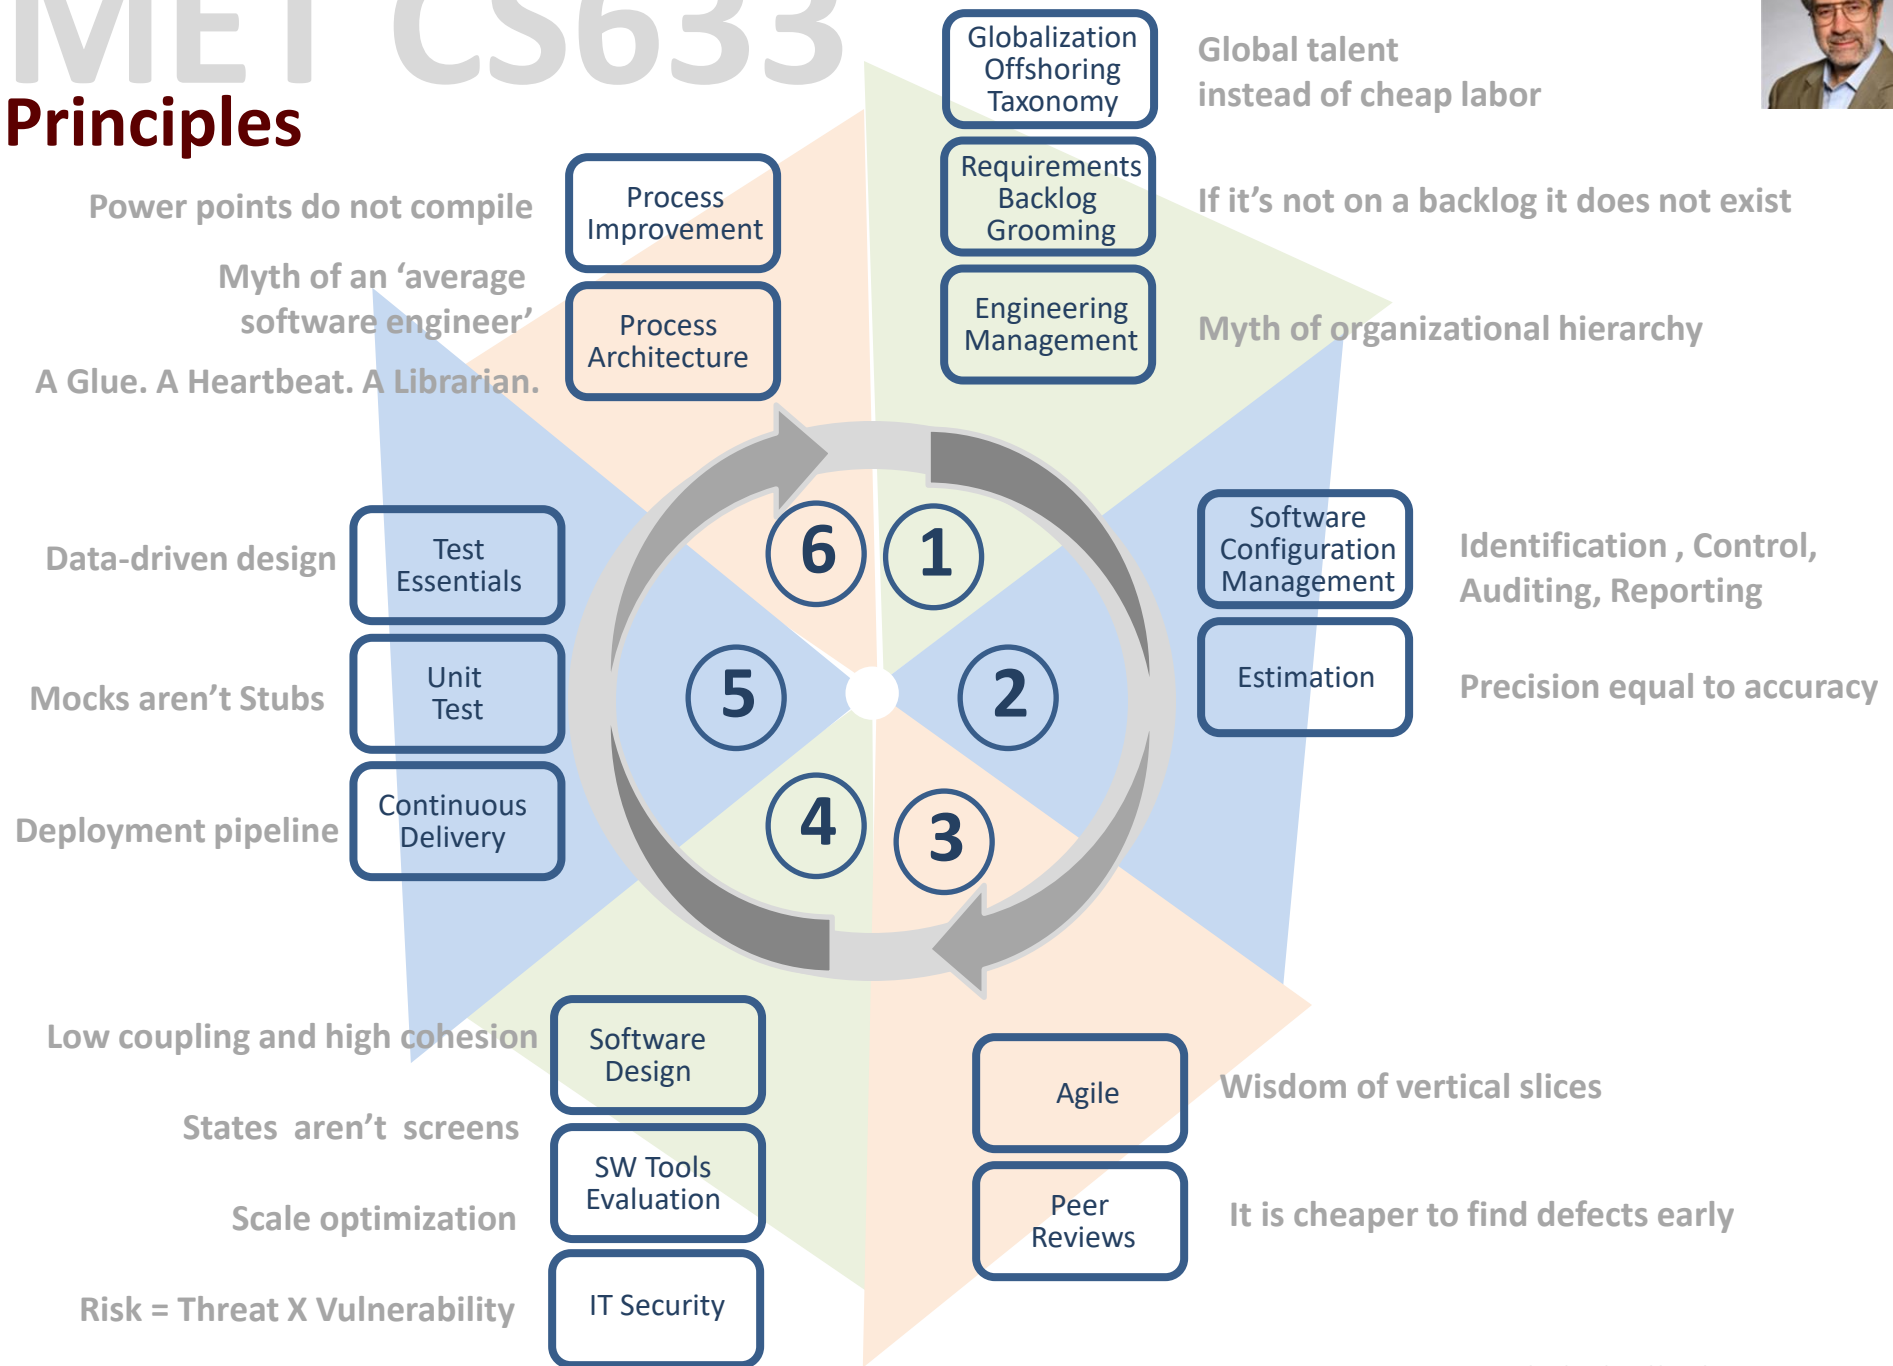 MET CS633
Principles
Globalization
Offshoring
Taxonomy
Global talent
instead of cheap labor
Requirements
Backlog
Grooming
If it’s not on a backlog it does not exist
Engineering
Management
Myth of organizational hierarchy
Power points do not compile
Process
Improvement
Myth of an ‘average
software engineer’
Process
Architecture
A Glue. A Heartbeat. A Librarian.
6
1
5
2
4
3
Software
Configuration
Management
Identification , Control,
Auditing, Reporting
Estimation
Precision equal to accuracy
Data-driven design
Test
Essentials
Mocks aren’t Stubs
Unit
Test
Deployment pipeline
Continuous
Delivery
Low coupling and high cohesion
Software
Design
States aren’t screens
SW Tools
Evaluation
Scale optimization
Risk = Threat X Vulnerability
IT Security
Agile
Wisdom of vertical slices
Peer
Reviews
It is cheaper to find defects early